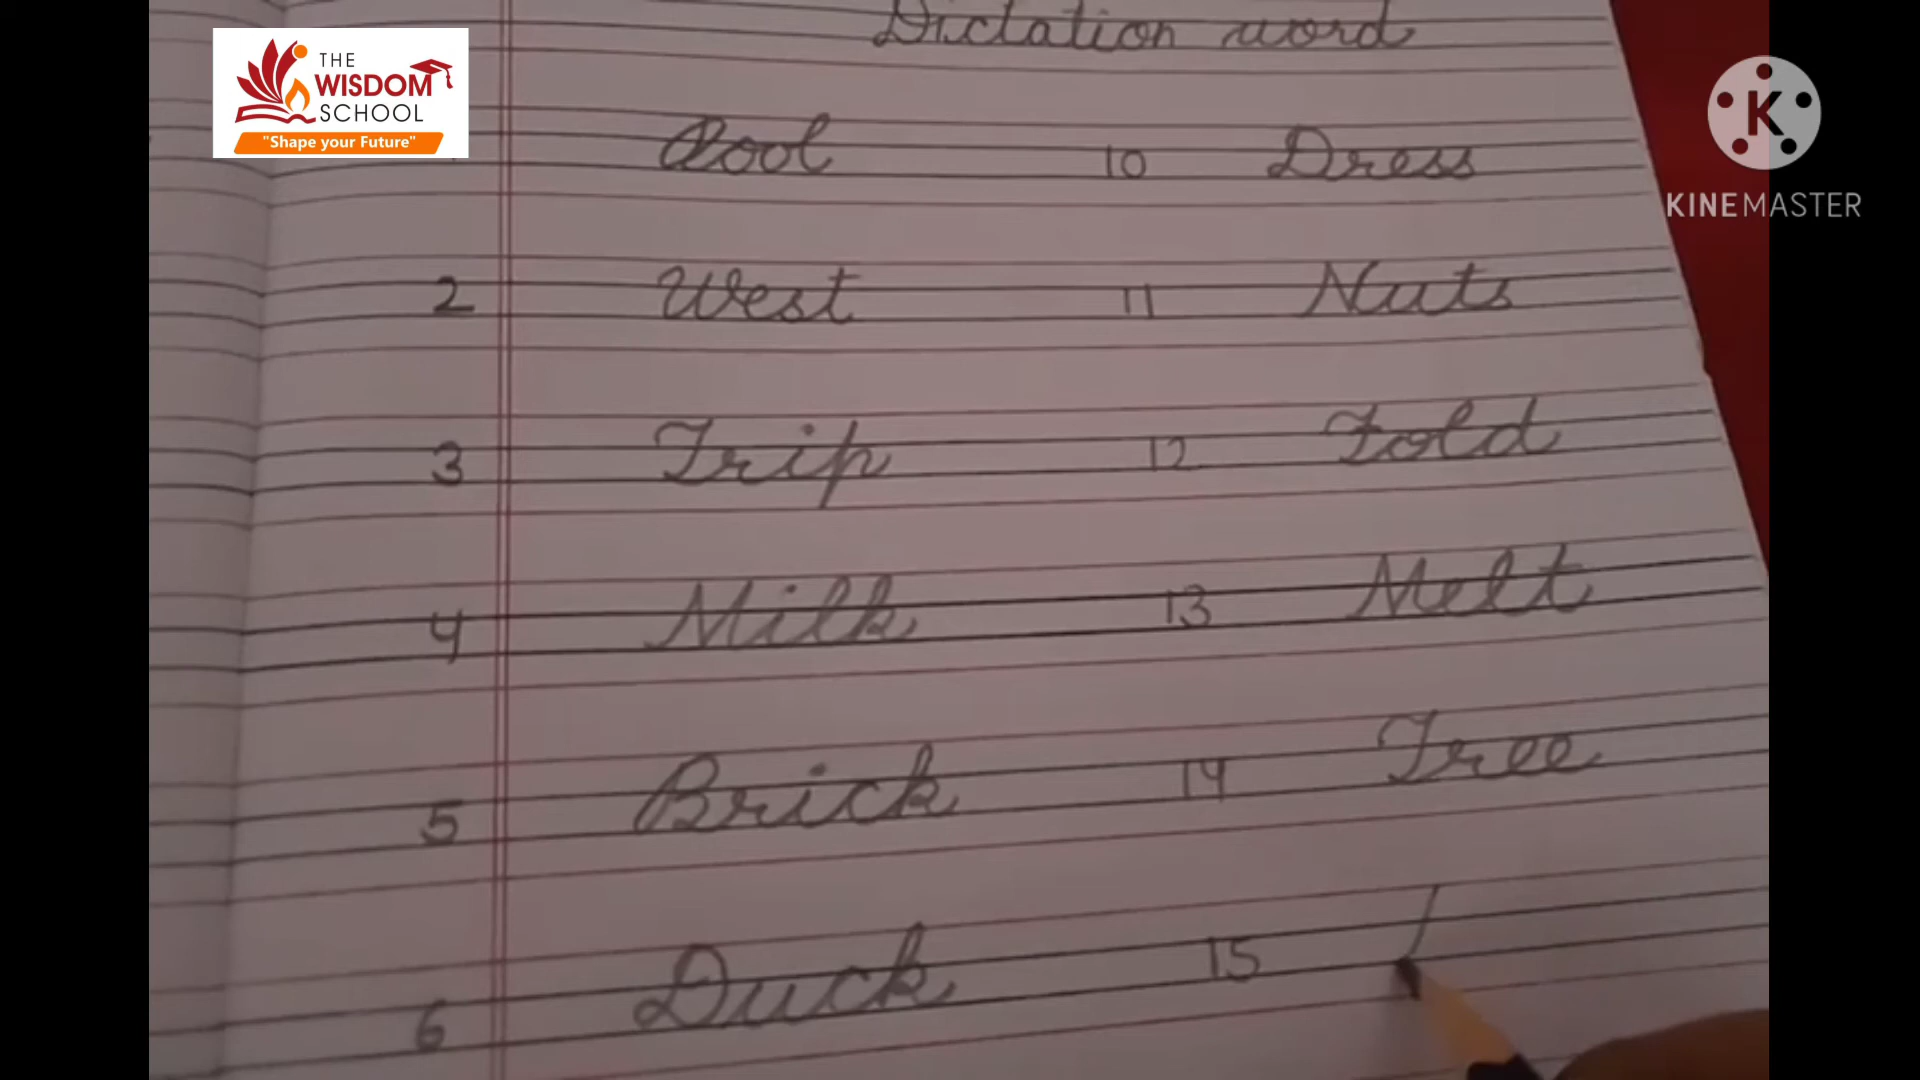 Dictation word
THE
WISDOM
SCHOOL
"Shape your Future"
K
KINEMASTER
Cool 10 Dress
2 West 11 Nuts
3 Trip 12 Fold
4 Milk 13 Melt
5 Brick 14 Tree
6 Duck 15